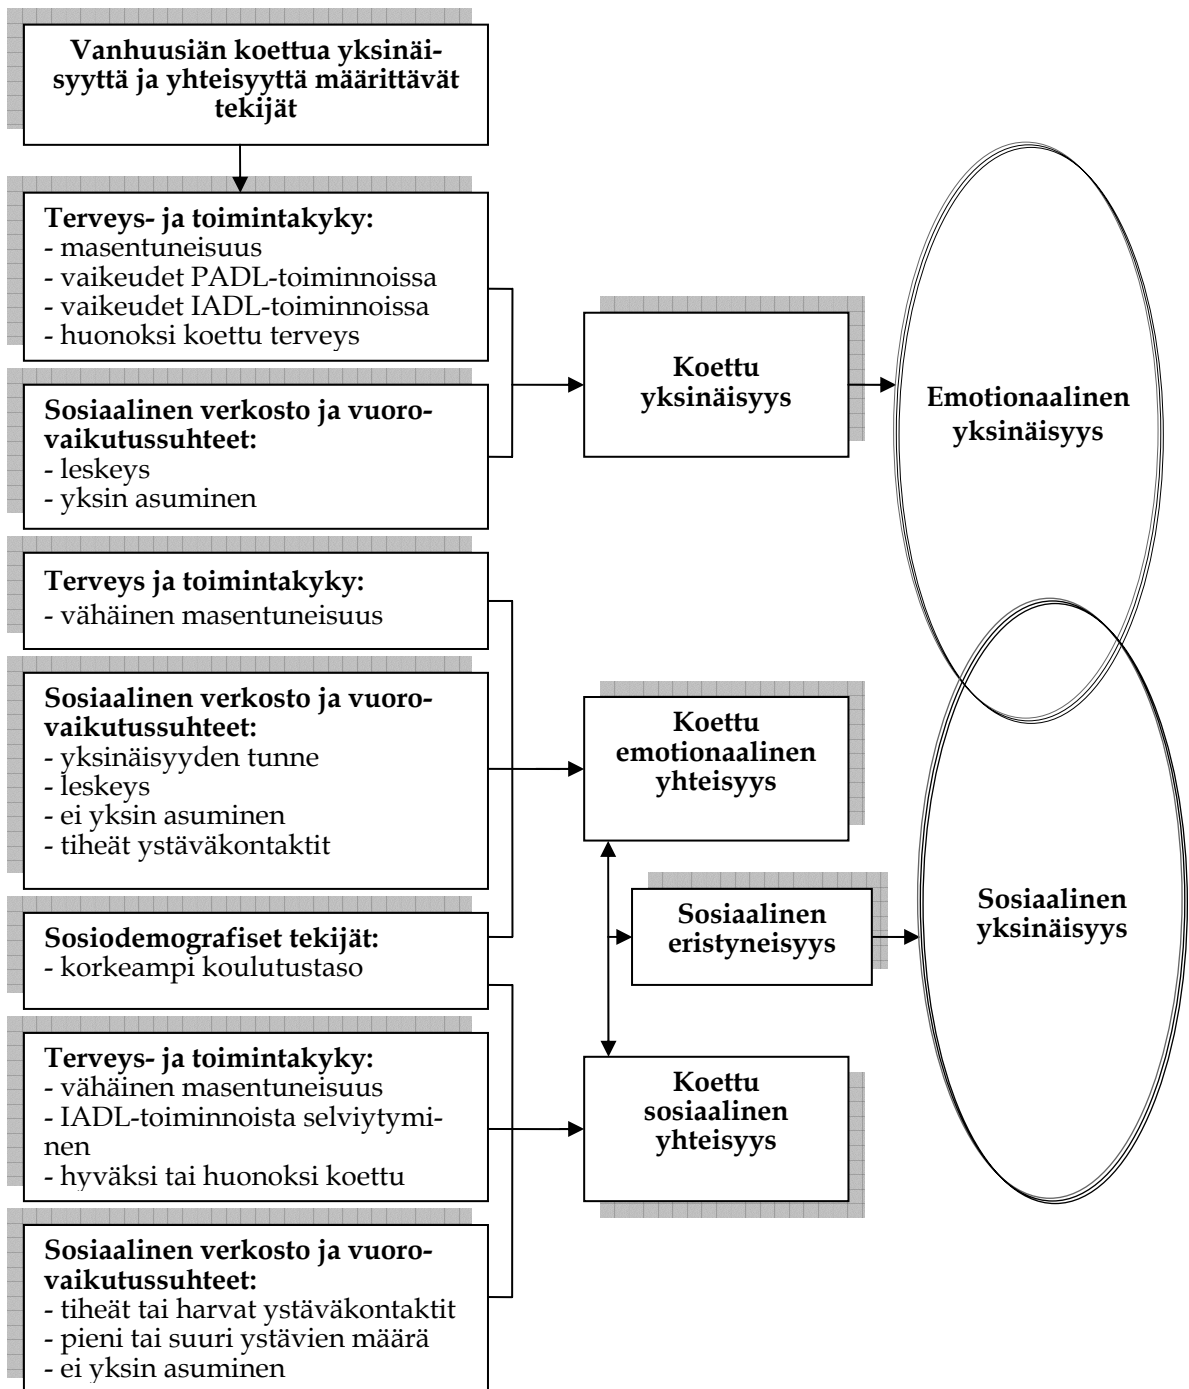 Vanhuusiän koettua yksinäi-
syyttä ja yhteisyyttä määrittävät
tekijät
Terveys- ja toimintakyky:
- masentuneisuus
- vaikeudet PADL-toiminnoissa
- vaikeudet IADL-toiminnoissa
- huonoksi koettu terveys
Sosiaalinen verkosto ja vuoro-
vaikutussuhteet:
- leskeys
- yksin asuminen
Koettu
yksinäisyys
Emotionaalinen
yksinäisyys
Terveys ja toimintakyky:
- vähäinen masentuneisuus
Sosiaalinen verkosto ja vuoro-
vaikutussuhteet:
- yksinäisyyden tunne
- leskeys
- ei yksin asuminen
- tiheät ystäväkontaktit
Koettu
emotionaalinen
yhteisyys
Sosiodemografiset tekijät:
- korkeampi koulutustaso
Sosiaalinen
eristyneisyys
Sosiaalinen
yksinäisyys
Terveys- ja toimintakyky:
- vähäinen masentuneisuus
- IADL-toiminnoista selviytymi-
nen
- hyväksi tai huonoksi koettu
Koettu
sosiaalinen
yhteisyys
Sosiaalinen verkosto ja vuoro-
vaikutussuhteet:
- tiheät tai harvat ystäväkontaktit
- pieni tai suuri ystävien määrä
- ei yksin asuminen